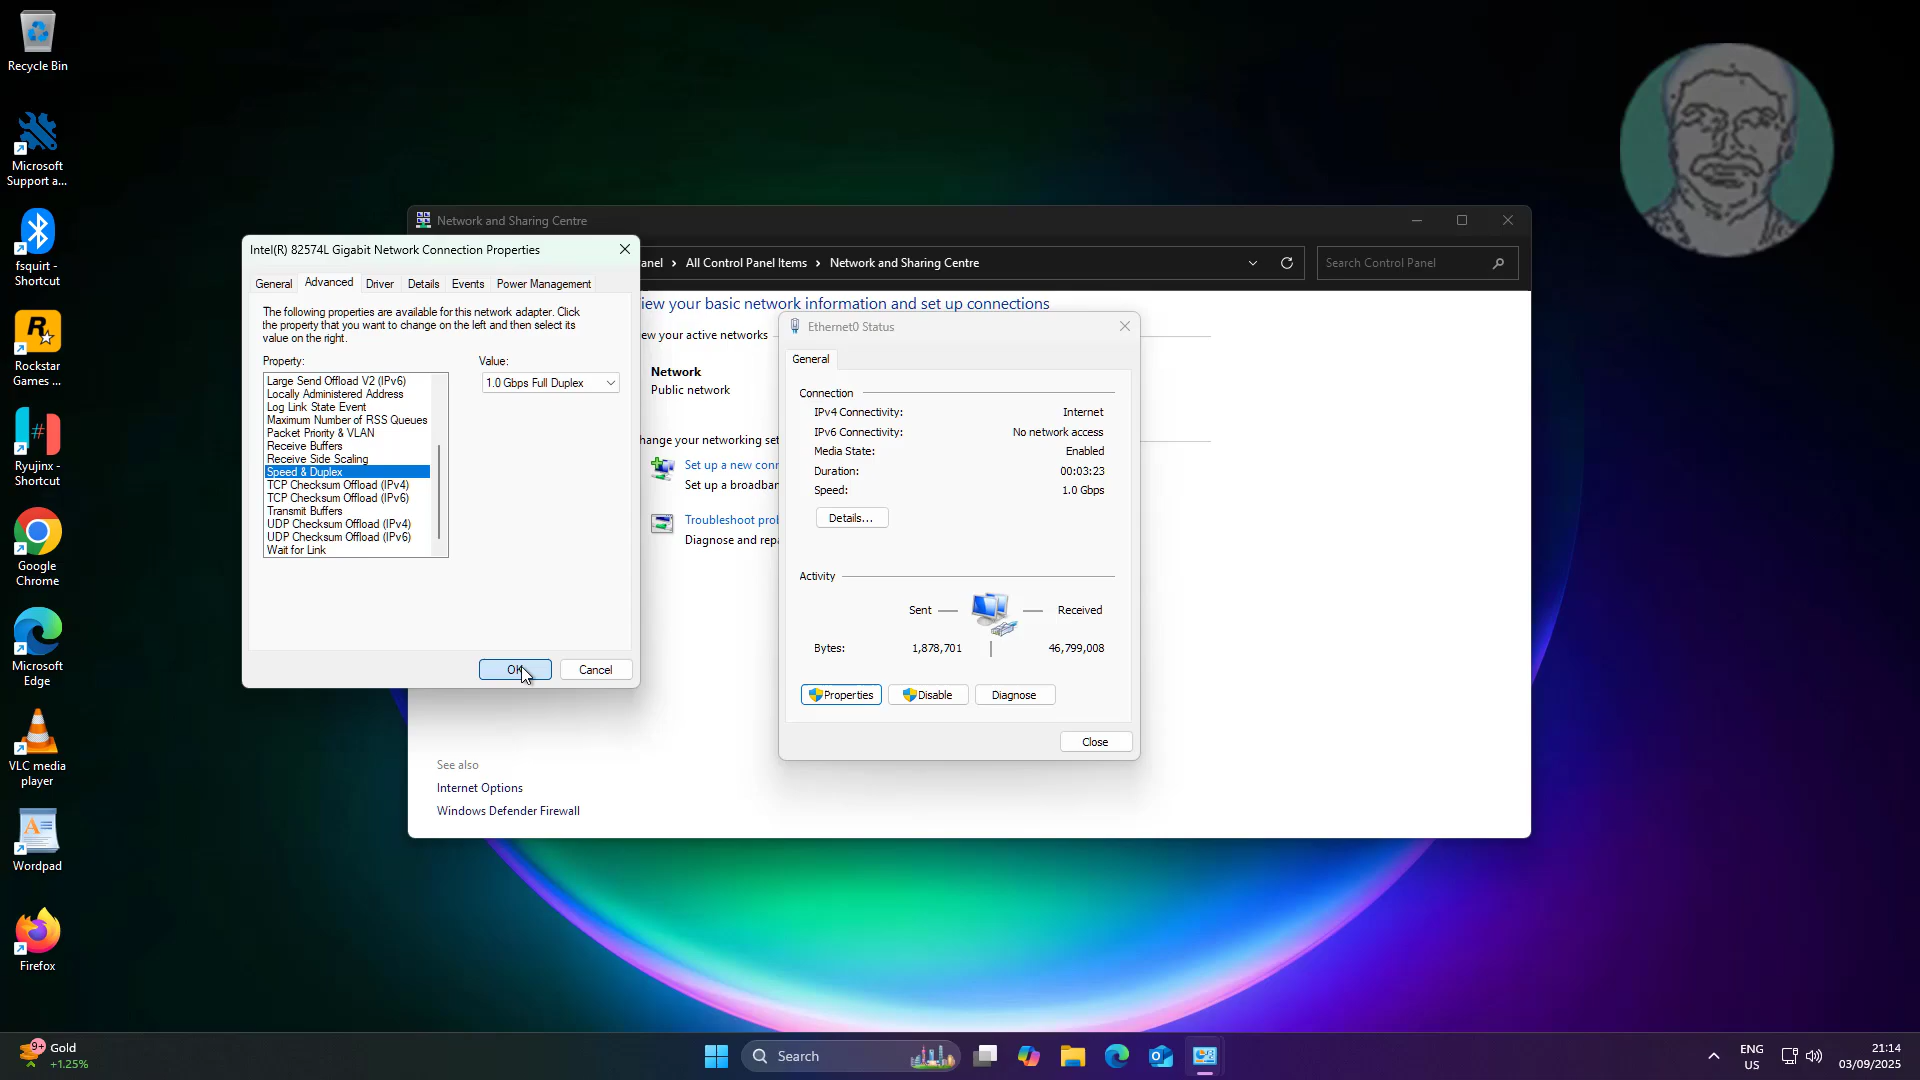 Recycle Bin
Microsoft
Support a...
fsquirt -
Shortcut
Rockstar
Games ...
Ryujinx -
Shortcut
Google
Chrome
Microsoft
Edge
VLC media
player
Wordpad
Firefox
Network and Sharing Centre
anel > All Control Panel Items > Network and Sharing Centre
Search Control Panel
iew your basic network information and set up connections
ew your active networks
Network
Public network
hange your networking set
Set up a new conn
Set up a broadban
Troubleshoot prob
Diagnose and repa
See also
Internet Options
Windows Defender Firewall
Intel(R) 82574L Gigabit Network Connection Properties
General Advanced Driver Details Events Power Management
The following properties are available for this network adapter. Click
the property that you want to change on the left and then select its
value on the right.
Property: Value:
Large Send Offload V2 (IPv6)
Locally Administered Address
Log Link State Event
Maximum Number of RSS Queues
Packet Priority & VLAN
Receive Buffers
Receive Side Scaling
Speed & Duplex
TCP Checksum Offload (IPv4)
TCP Checksum Offload (IPv6)
Transmit Buffers
UDP Checksum Offload (IPv4)
UDP Checksum Offload (IPv6)
Wait for Link
1.0 Gbps Full Duplex
OK Cancel
Ethernet0 Status
General
Connection
IPv4 Connectivity: Internet
IPv6 Connectivity: No network access
Media State: Enabled
Duration: 00:03:23
Speed: 1.0 Gbps
Details...
Activity
Sent — — Received
Bytes: 1,878,701 | 46,799,008
Properties Disable Diagnose
Close
9+
Gold
+1.25%
Search
ENG
US
21:14
03/09/2025